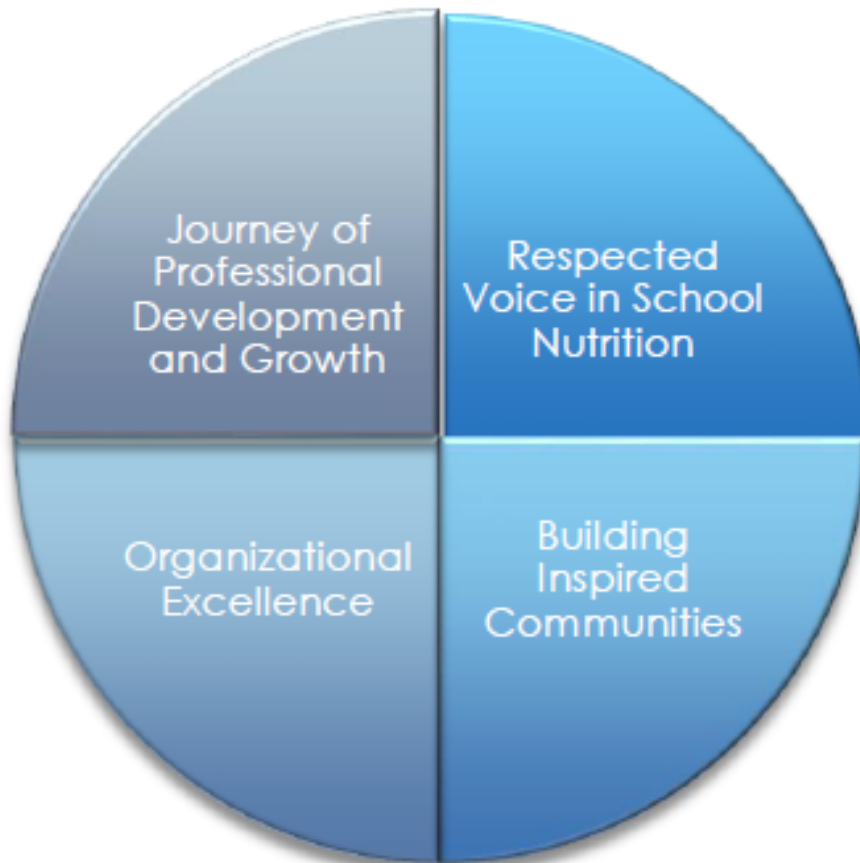 Journey of
Professional
Development
and Growth
Respected
Voice in School
Nutrition
Organizational
Excellence
Building
Inspired
Communities